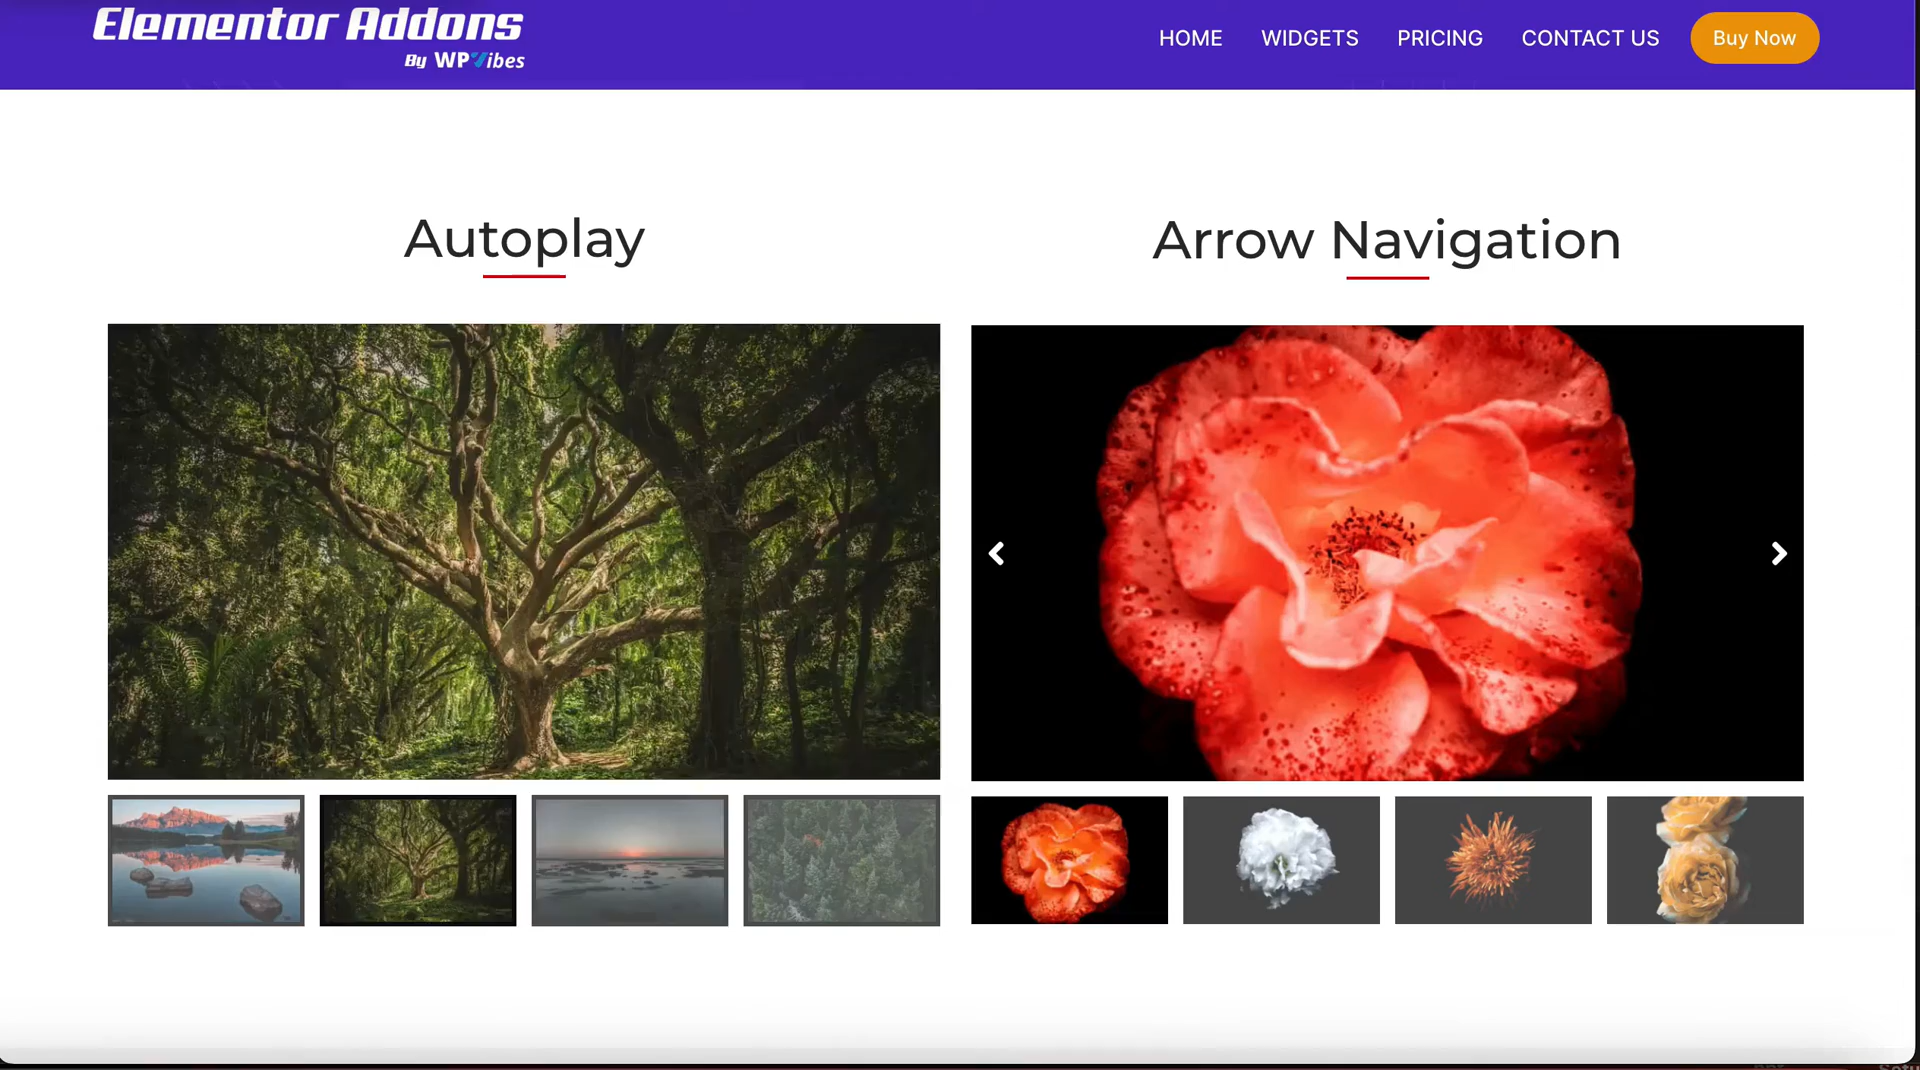 Elementor Addons
By WPVibes
HOME WIDGETS PRICING CONTACT US Buy Now
Autoplay
Arrow Navigation